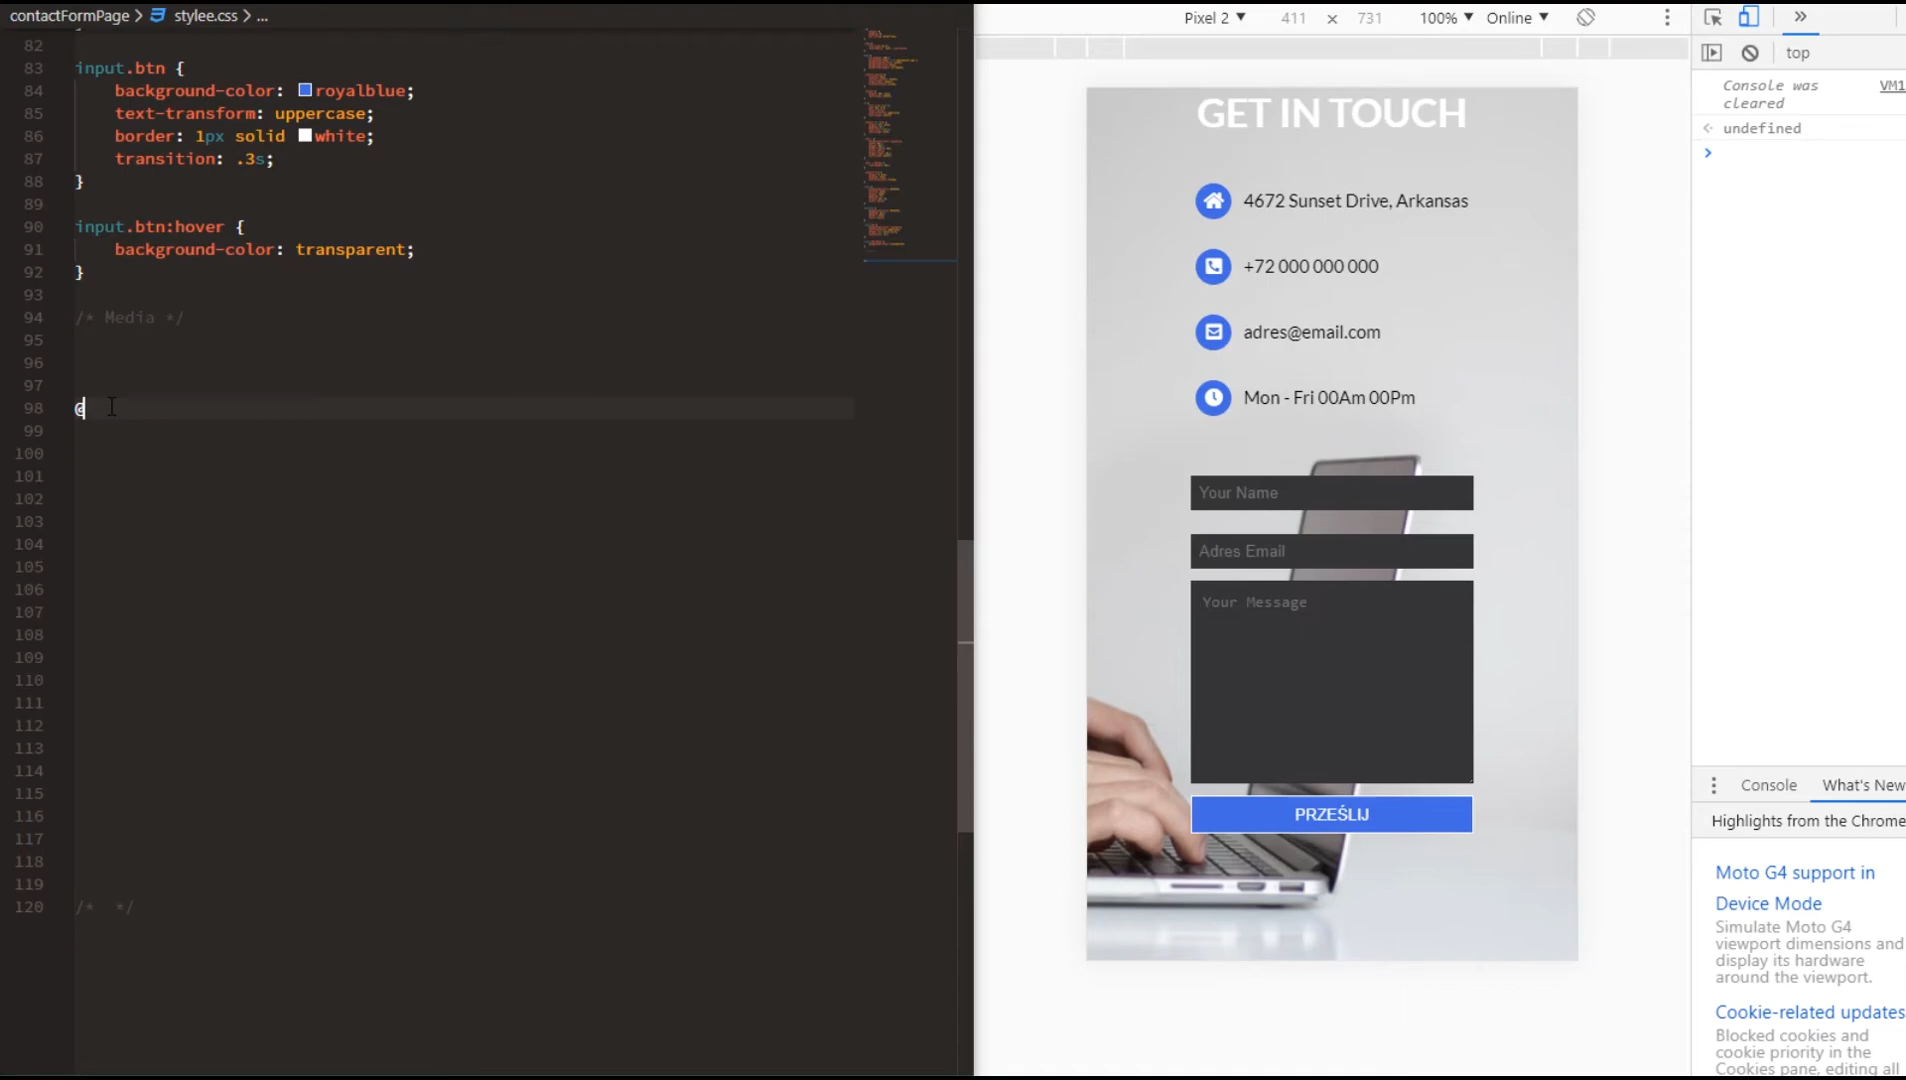 contactFormPage > stylee.css > ...
82
83 input.btn {
84 background-color: royalblue;
85 text-transform: uppercase;
86 border: 1px solid white;
87 transition: .3s;
88 }
89
90 input.btn:hover {
91 background-color: transparent;
92 }
93
94 /* Media */
95
96
97
98 @
99
100
101
102
103
104
105
106
107
108
109
110
111
112
113
114
115
116
117
118
119
120 /* */
Pixel 2 ▼ 411 × 731 100% ▼ Online ▼
GET IN TOUCH
4672 Sunset Drive, Arkansas
+72 000 000 000
adres@email.com
Mon - Fri 00Am 00Pm
Your Name
Adres Email
Your Message
PRZEŚLIJ
top
Console was VM1
cleared
undefined
Console What's New
Highlights from the Chrome
Moto G4 support in
Device Mode
Simulate Moto G4
viewport dimensions and
display its hardware
around the viewport.
Cookie-related updates
Blocked cookies and
cookie priority in the
Cookies pane, editing all